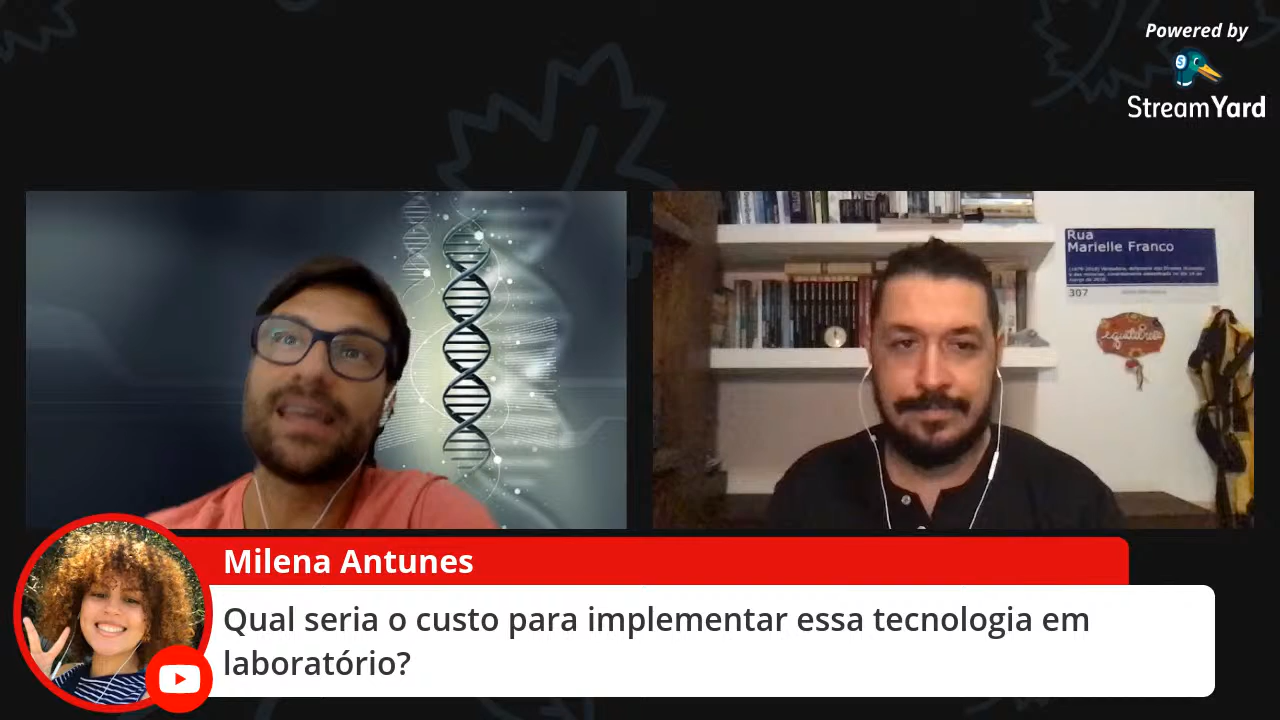 Powered by
StreamYard
Rua
Marielle Franco
307
Milena Antunes
Qual seria o custo para implementar essa tecnologia em
laboratório?